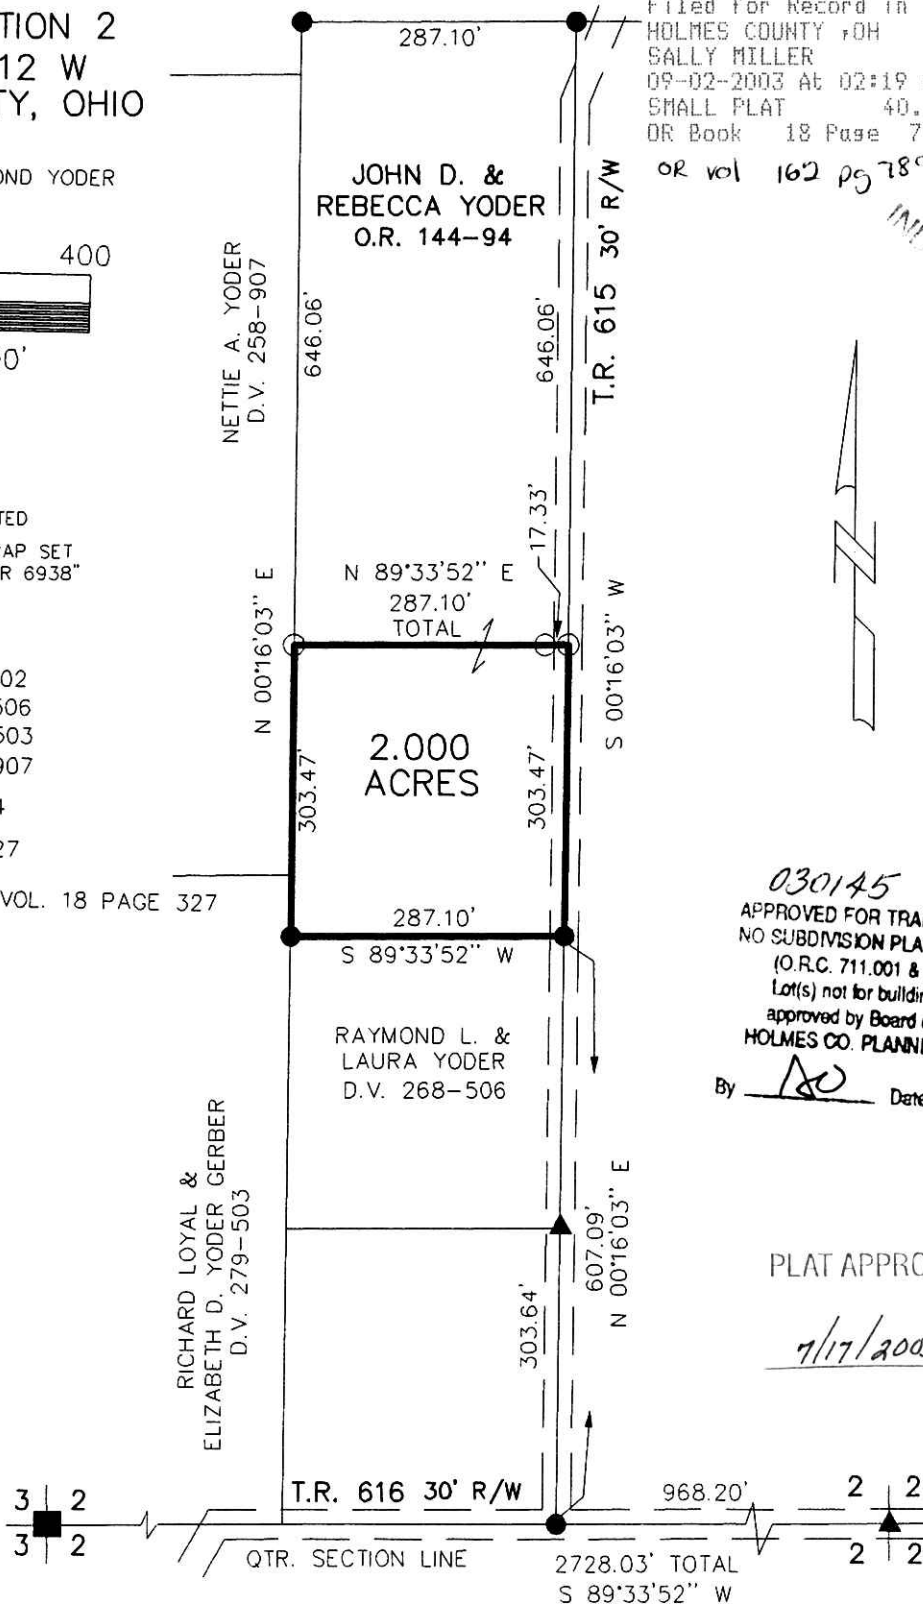 TION 2
12 W
TY, OHIO
OND YODER
400
0'
TED
AP SET
R 6938"
02
506
503
907
4
27
VOL. 18 PAGE 327
287.10'
Filed for Record in
HOLMES COUNTY ,OH
SALLY MILLER
09-02-2003 At 02:19
SMALL PLAT 40.
OR Book 18 Page 7
OR vol 162 pg 789
JOHN D. &
REBECCA YODER
O.R. 144-94
NETTIE A. YODER
D.V. 258-907
646.06'
646.06'
T.R. 615 30' R/W
17.33'
N 00°16'03" E
N 89°33'52" E
287.10'
TOTAL
S 00°16'03" W
2.000
ACRES
303.47'
303.47'
287.10'
S 89°33'52" W
N
030145
APPROVED FOR TRA
NO SUBDIVISION PLA
(O.R.C. 711.001 &
Lot(s) not for buildin
approved by Board
HOLMES CO. PLANNI
By Date
RAYMOND L. &
LAURA YODER
D.V. 268-506
RICHARD LOYAL &
ELIZABETH D. YODER GERBER
D.V. 279-503
303.64'
607.09'
N 00°16'03" E
PLAT APPRO
7/17/200
T.R. 616 30' R/W
968.20'
3 2
3 2
2 2
2 2
QTR. SECTION LINE
2728.03' TOTAL
S 89°33'52" W